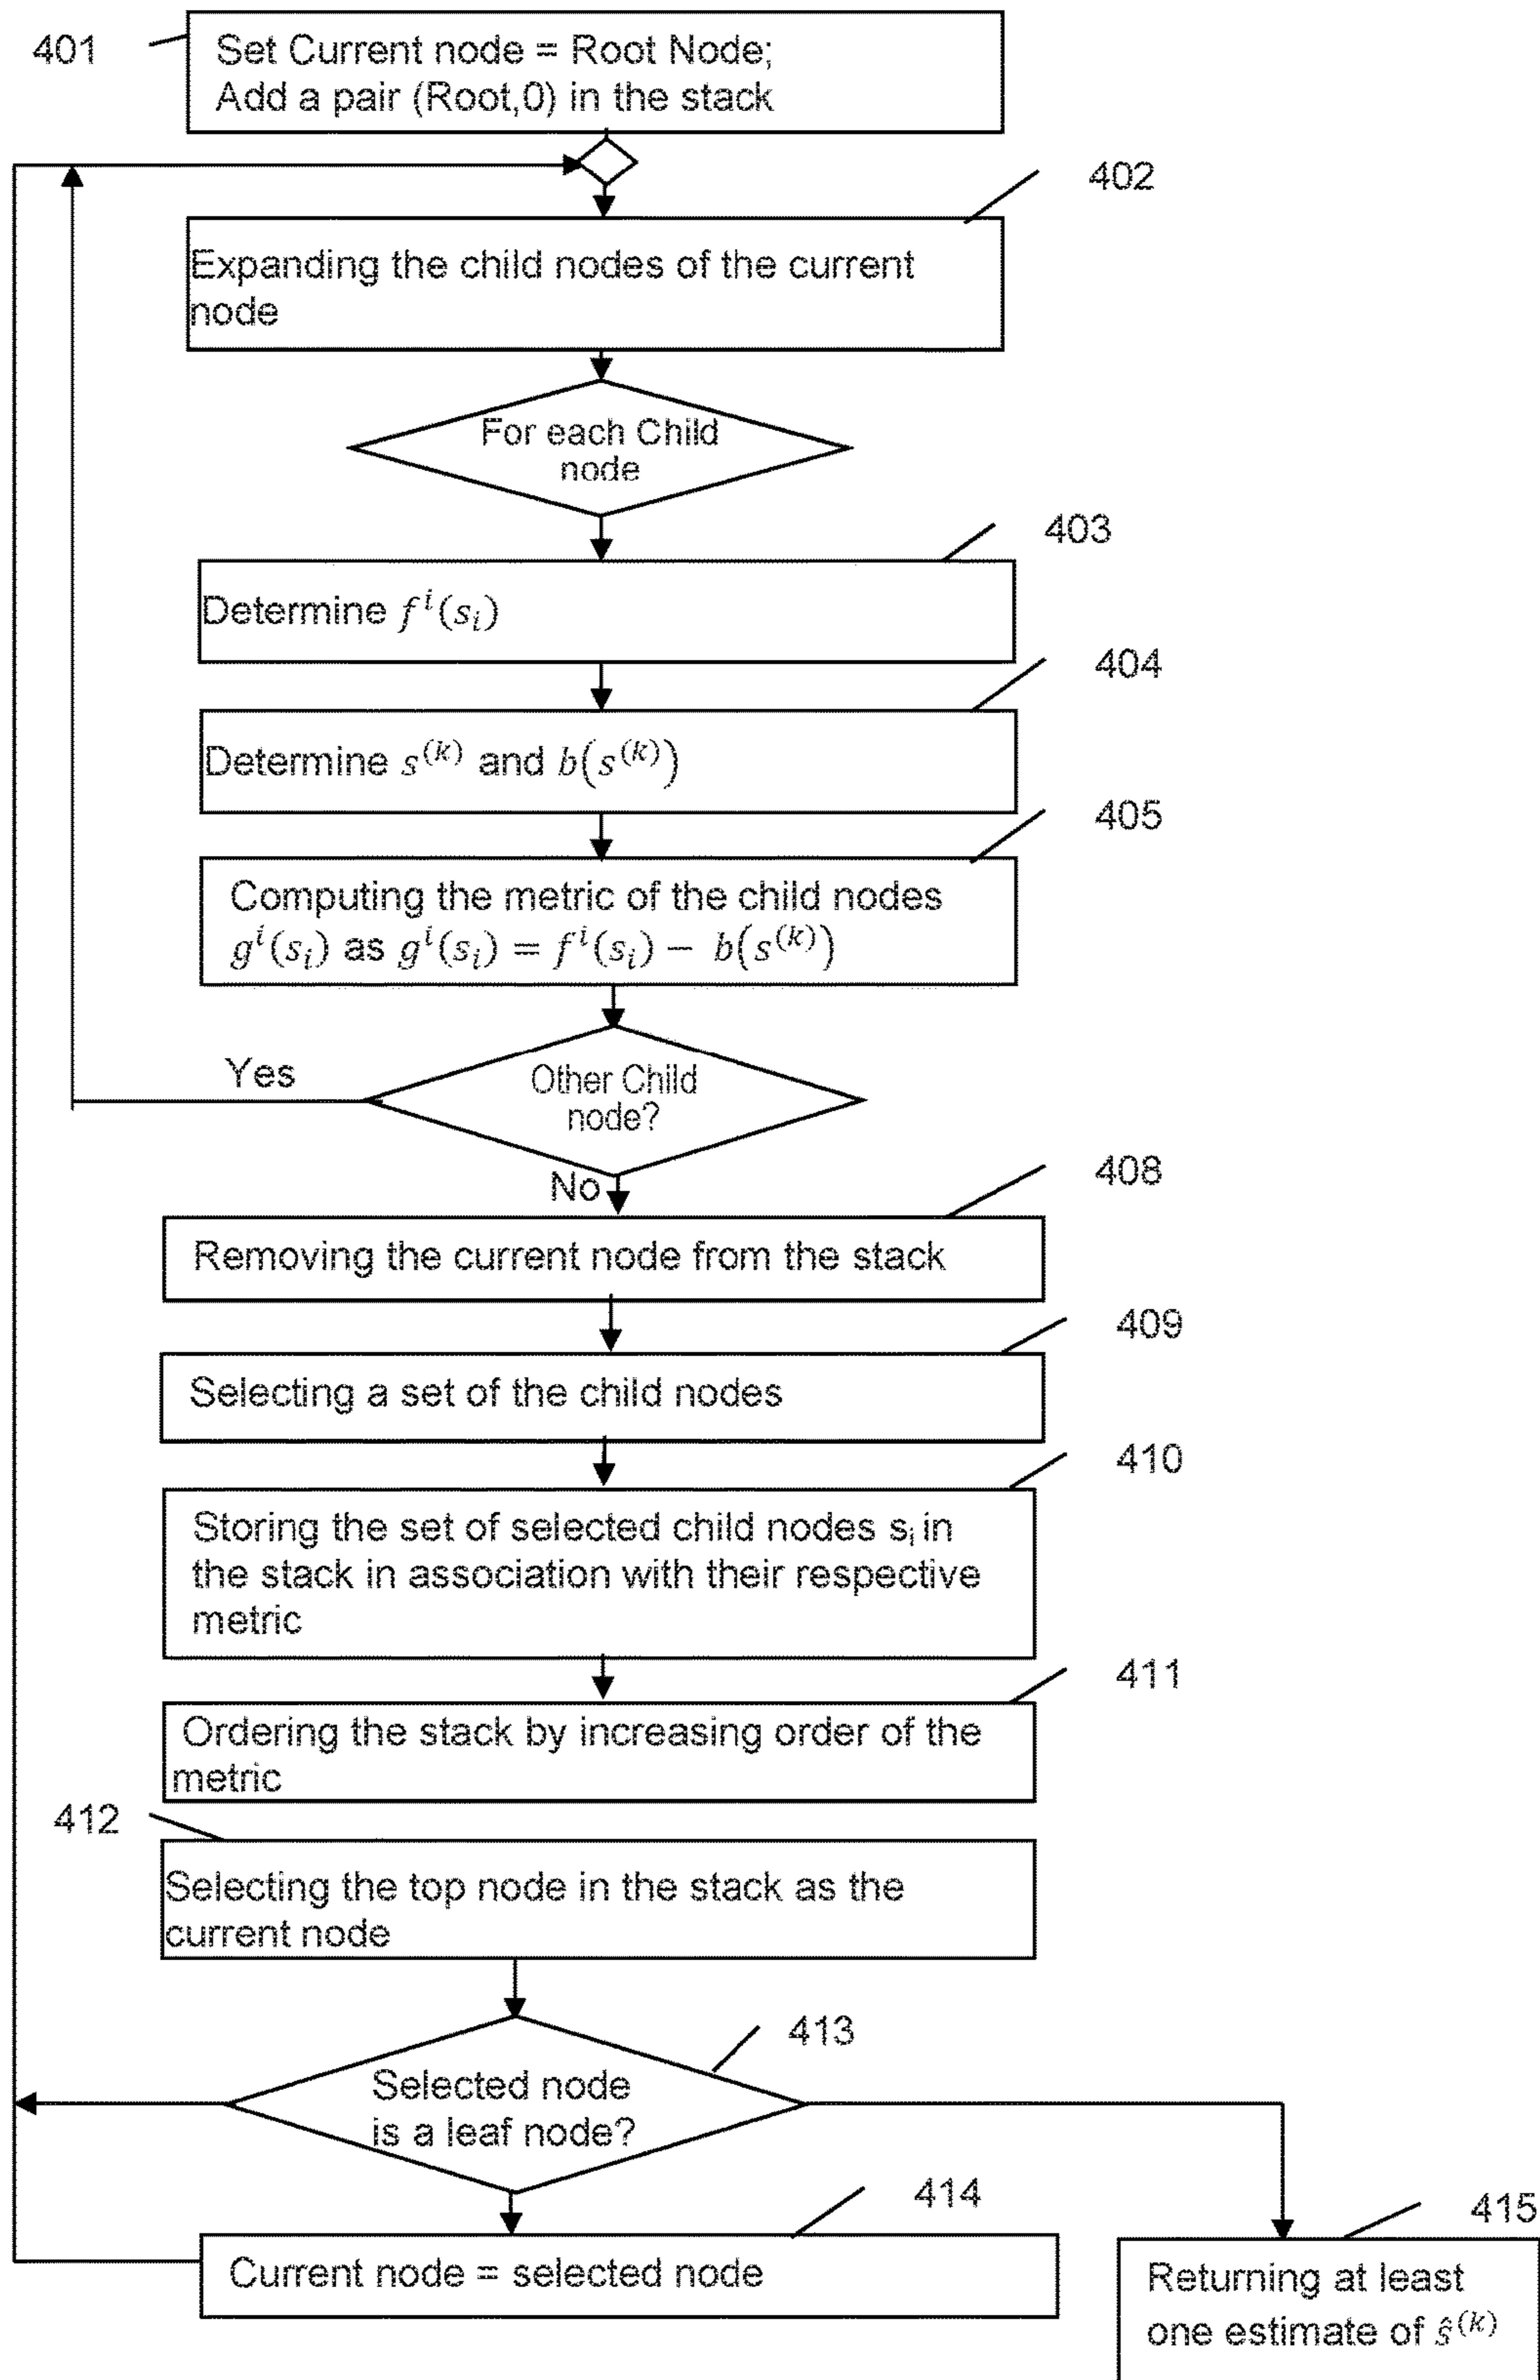 401
Set Current node = Root Node;
Add a pair (Root,0) in the stack
402
Expanding the child nodes of the current
node
For each Child
node
403
Determine f^i(s_i)
404
Determine s^(k) and b(s^(k))
405
Computing the metric of the child nodes
g^i(s_i) as g^i(s_i) = f^i(s_i) − b(s^(k))
Yes
Other Child
node?
No
408
Removing the current node from the stack
409
Selecting a set of the child nodes
410
Storing the set of selected child nodes s_i in
the stack in association with their respective
metric
411
Ordering the stack by increasing order of the
metric
412
Selecting the top node in the stack as the
current node
413
Selected node
is a leaf node?
414
Current node = selected node
415
Returning at least
one estimate of ŝ^(k)